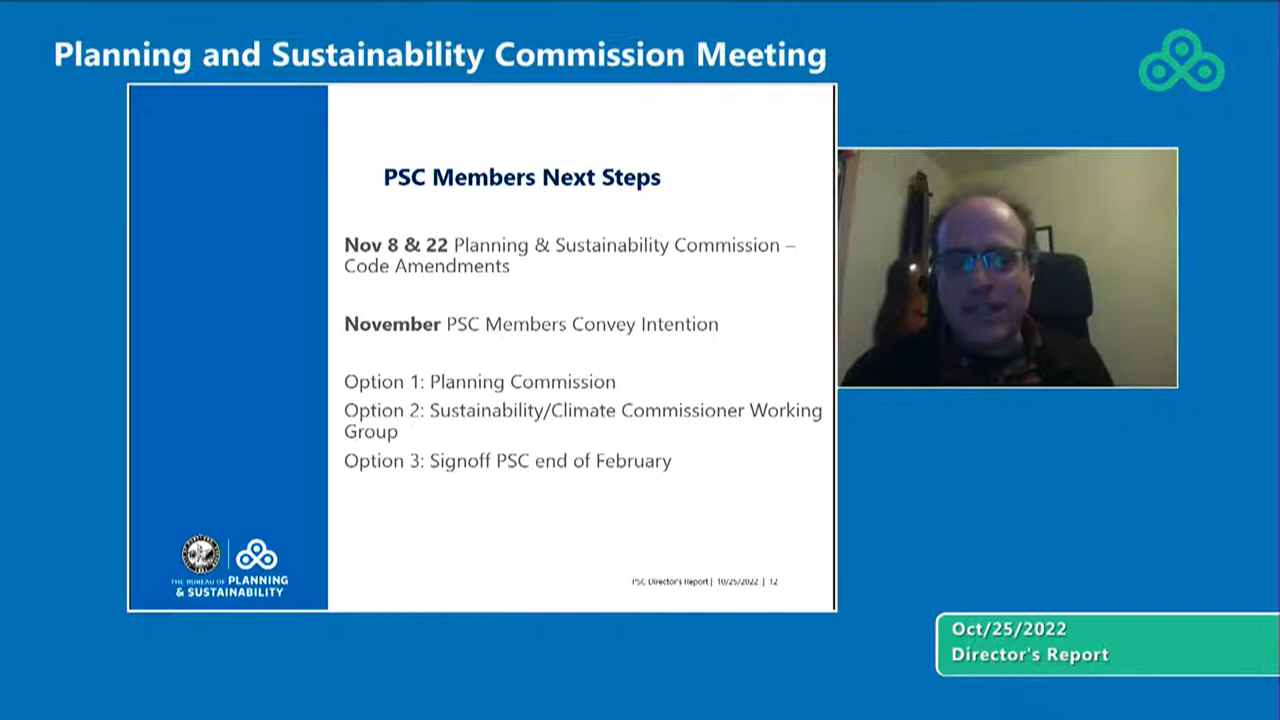 Planning and Sustainability Commission Meeting
PSC Members Next Steps
Nov 8 & 22 Planning & Sustainability Commission –
Code Amendments
November PSC Members Convey Intention
Option 1: Planning Commission
Option 2: Sustainability/Climate Commissioner Working
Group
Option 3: Signoff PSC end of February
THE BUREAU OF PLANNING
& SUSTAINABILITY
PSC Director's Report | 10/25/2022 | 12
Oct/25/2022
Director's Report